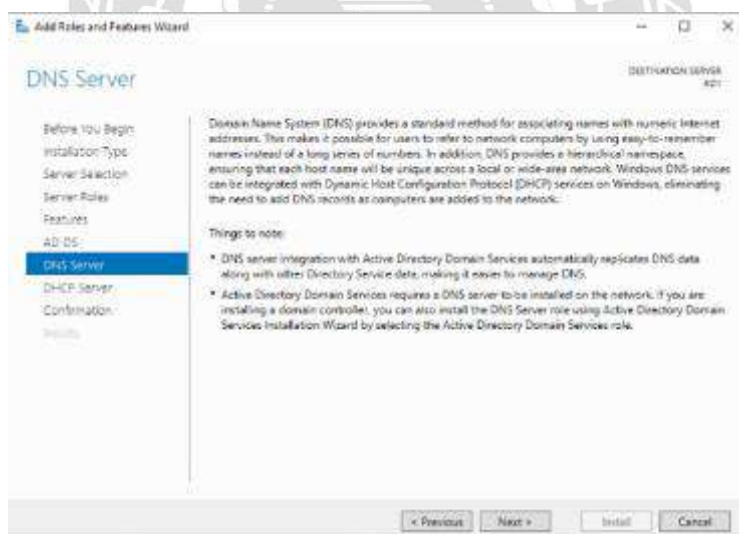 Add Roles and Features Wizard
DNS Server
DESTINATION SERVER
Before You Begin
Installation Type
Server Selection
Server Roles
Features
AD DS
DNS Server
DHCP Server
Confirmation
Results
Domain Name System (DNS) provides a standard method for associating names with numeric Internet
addresses. This makes it possible for users to refer to network computers by using easy-to-remember
names instead of a long series of numbers. In addition, DNS provides a hierarchical namespace,
ensuring that each host name will be unique across a local or wide-area network. Windows DNS services
can be integrated with Dynamic Host Configuration Protocol (DHCP) services on Windows, eliminating
the need to add DNS records as computers are added to the network.
Things to note:
• DNS server integration with Active Directory Domain Services automatically replicates DNS data
along with other Directory Service data, making it easier to manage DNS.
• Active Directory Domain Services requires a DNS server to be installed on the network. If you are
installing a domain controller, you can also install the DNS Server role using Active Directory Domain
Services Installation Wizard by selecting the Active Directory Domain Services role.
< Previous
Next >
Install
Cancel